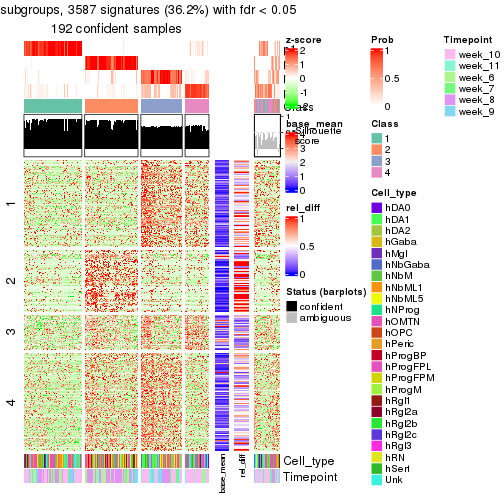 subgroups, 3587 signatures (36.2%) with fdr < 0.05
192 confident samples
1
2
3
4
Cell_type
Timepoint
base_mean
rel_diff
z-score
2
1
0
-1
-2
Class
base_mean
Silhouette
score
1
4
3
2
1
0
rel_diff
1
0.5
0
Status (barplots)
confident
ambiguous
Prob
1
0.5
0
Class
1
2
3
4
Cell_type
hDA0
hDA1
hDA2
hGaba
hMgl
hNbGaba
hNbM
hNbML1
hNbML5
hNProg
hOMTN
hOPC
hPeric
hProgBP
hProgFPL
hProgFPM
hProgM
hRgl1
hRgl2a
hRgl2b
hRgl2c
hRgl3
hRN
hSert
Unk
Timepoint
week_10
week_11
week_6
week_7
week_8
week_9